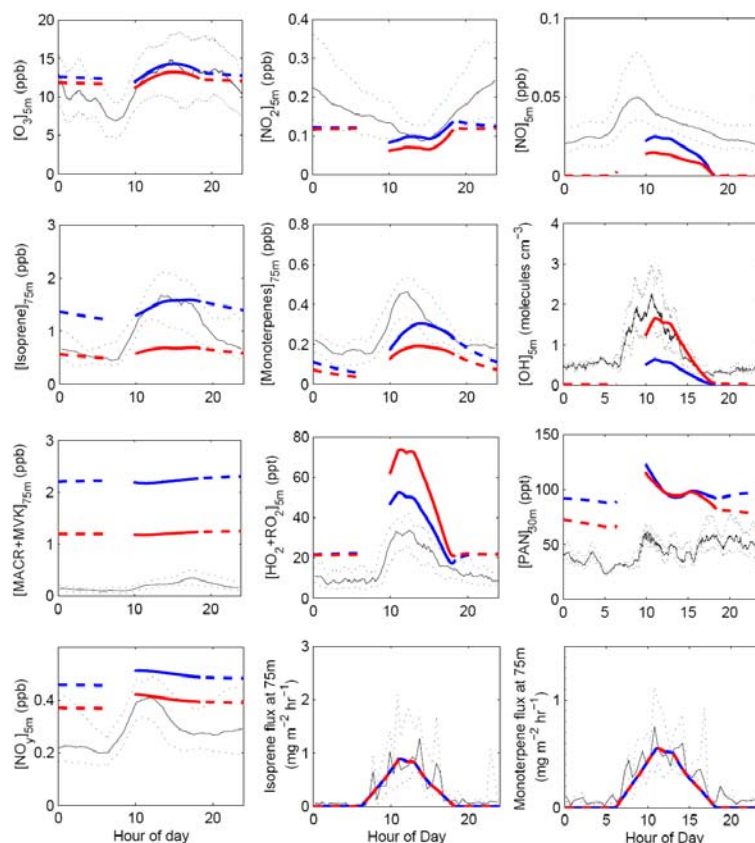 [O₃]₅ₘ (ppb)
20
15
10
5
0
0 10 20
[NO₂]₅ₘ (ppb)
0.4
0.3
0.2
0.1
0
0 10 20
[NO]₅ₘ (ppb)
0.1
0.05
0
0 10 20
[Isoprene]₇₅ₘ (ppb)
3
2
1
0
0 10 20
[Monoterpenes]₇₅ₘ (ppb)
0.8
0.6
0.4
0.2
0
0 10 20
[OH]₅ₘ (molecules cm⁻³)
4
3
2
1
0
0 5 10 15 20
[MACR+MVK]₇₅ₘ (ppb)
3
2
1
0
0 10 20
[HO₂+RO₂]₅ₘ (ppt)
80
60
40
20
0
0 10 20
[PAN]₃₀ₘ (ppt)
150
100
50
0
0 5 10 15 20
[NOy]₅ₘ (ppb)
0.4
0.2
0
0 10 20
Hour of day
Isoprene flux at 75m
(mg m⁻² hr⁻¹)
3
2
1
0
0 10 20
Hour of Day
Monoterpene flux at 75m
(mg m⁻² hr⁻¹)
2
1
0
0 5 10 15 20
Hour of Day